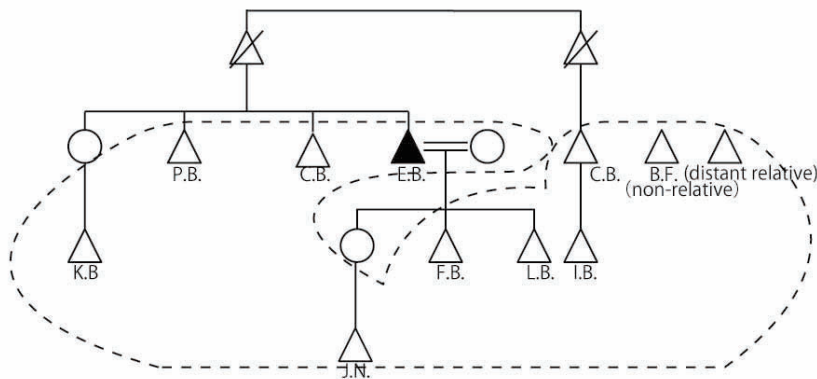 P.B.
C.B.
E.B.
C.B.
B.F.
(distant relative)
(non-relative)
K.B
F.B.
L.B.
I.B.
J.N.